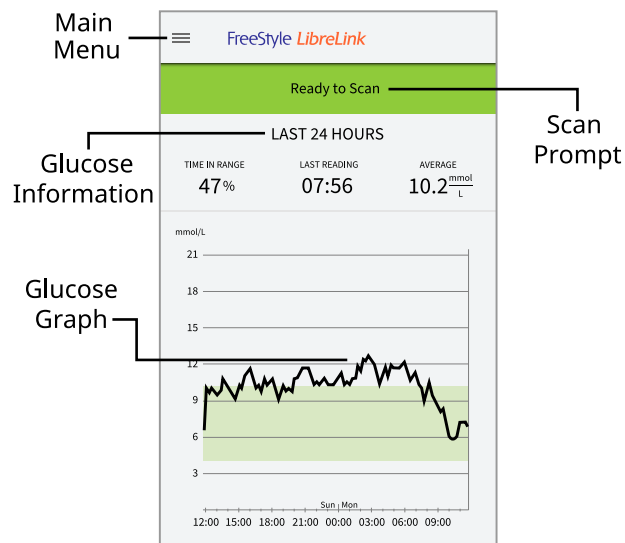 Main
Menu
FreeStyle LibreLink
Ready to Scan
Scan
Prompt
LAST 24 HOURS
Glucose
Information
TIME IN RANGE
47%
LAST READING
07:56
AVERAGE
10.2 mmol/L
mmol/L
21
18
15
Glucose
Graph
12
9
6
3
Sun Mon
12:00 15:00 18:00 21:00 00:00 03:00 06:00 09:00